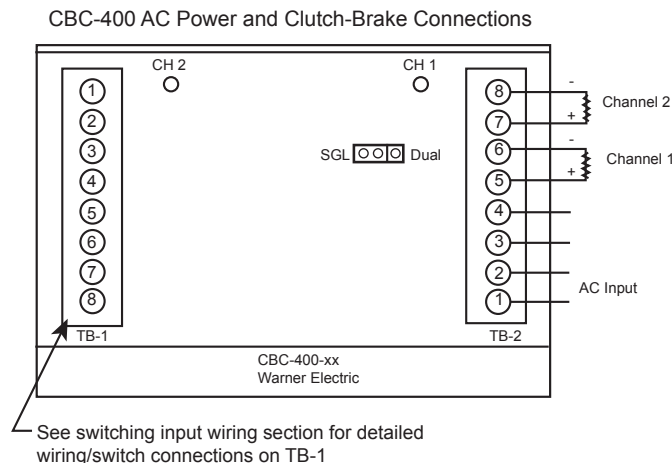 CBC-400 AC Power and Clutch-Brake Connections
CH 2
CH 1
1
2
3
4
5
6
7
8
TB-1
SGL
Dual
8
7
6
5
4
3
2
1
TB-2
-
+
Channel 2
-
+
Channel 1
AC Input
CBC-400-xx
Warner Electric
See switching input wiring section for detailed
wiring/switch connections on TB-1